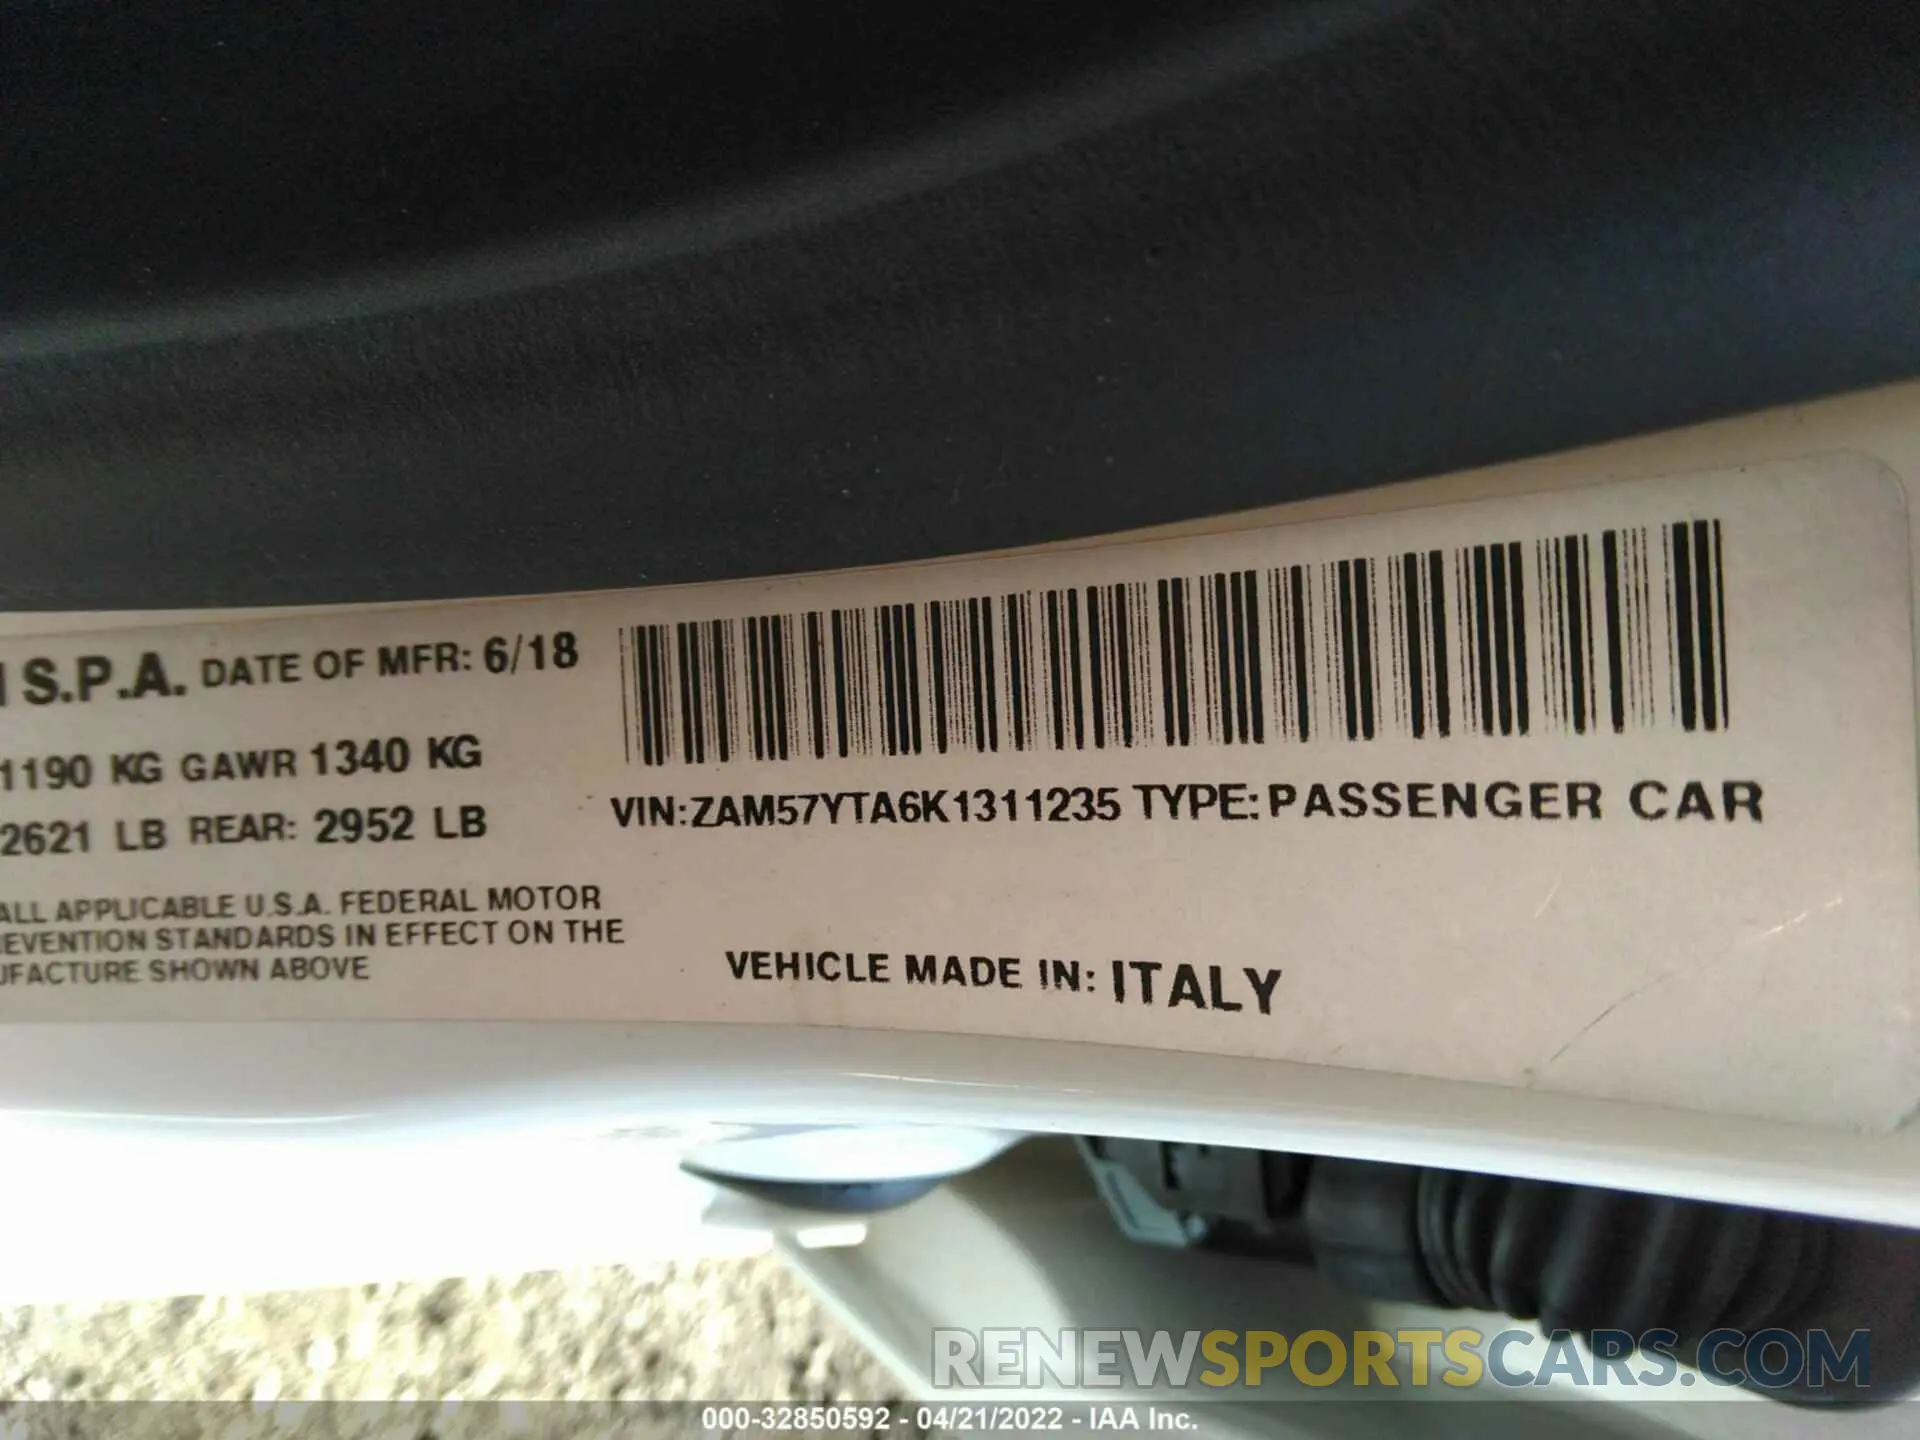 S.P.A. DATE OF MFR: 6/18
1190 KG GAWR 1340 KG
2621 LB REAR: 2952 LB
VIN:ZAM57YTA6K1311235 TYPE: PASSENGER CAR
ALL APPLICABLE U.S.A. FEDERAL MOTOR
EVENTION STANDARDS IN EFFECT ON THE
UFACTURE SHOWN ABOVE
VEHICLE MADE IN: ITALY
RENEWSPORTSCARS.COM
000-32850592 - 04/21/2022 - IAA Inc.